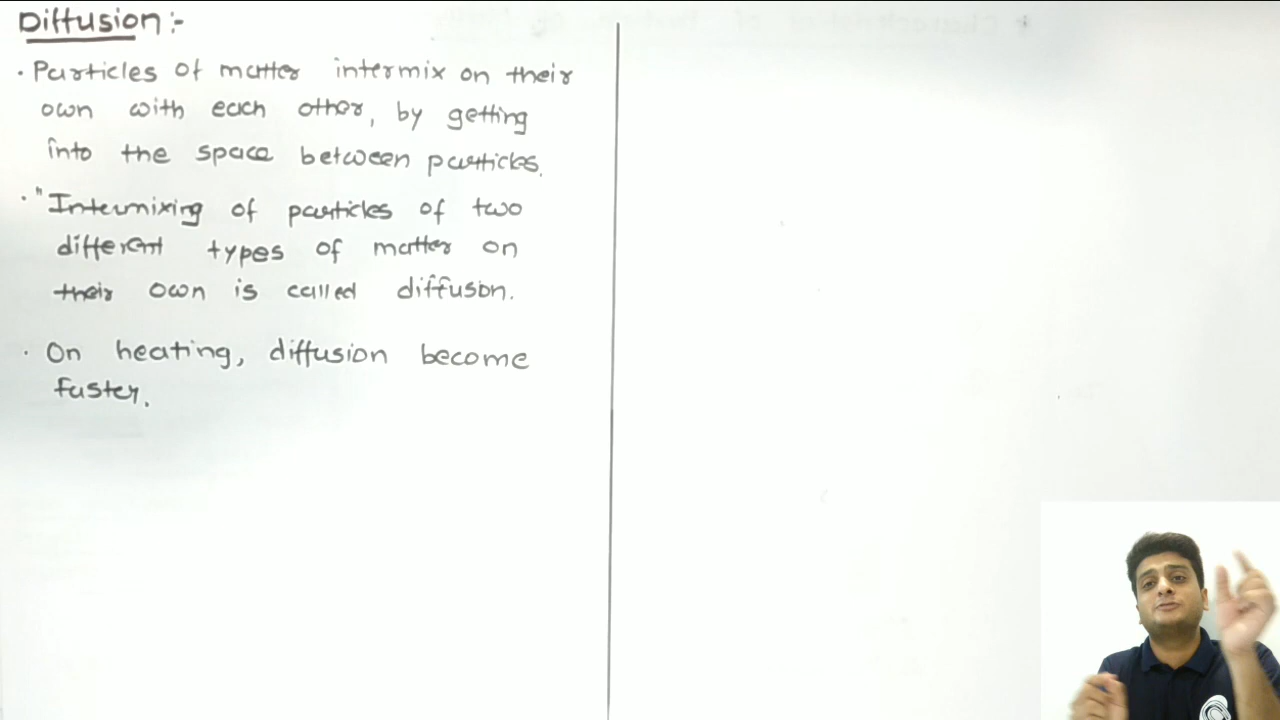 Diffusion :-
· Particles of matter intermix on their
own with each other, by getting
into the space between particles.
· "Intermixing of particles of two
different types of matter on
their own is called diffusion.
· On heating, diffusion become
faster.